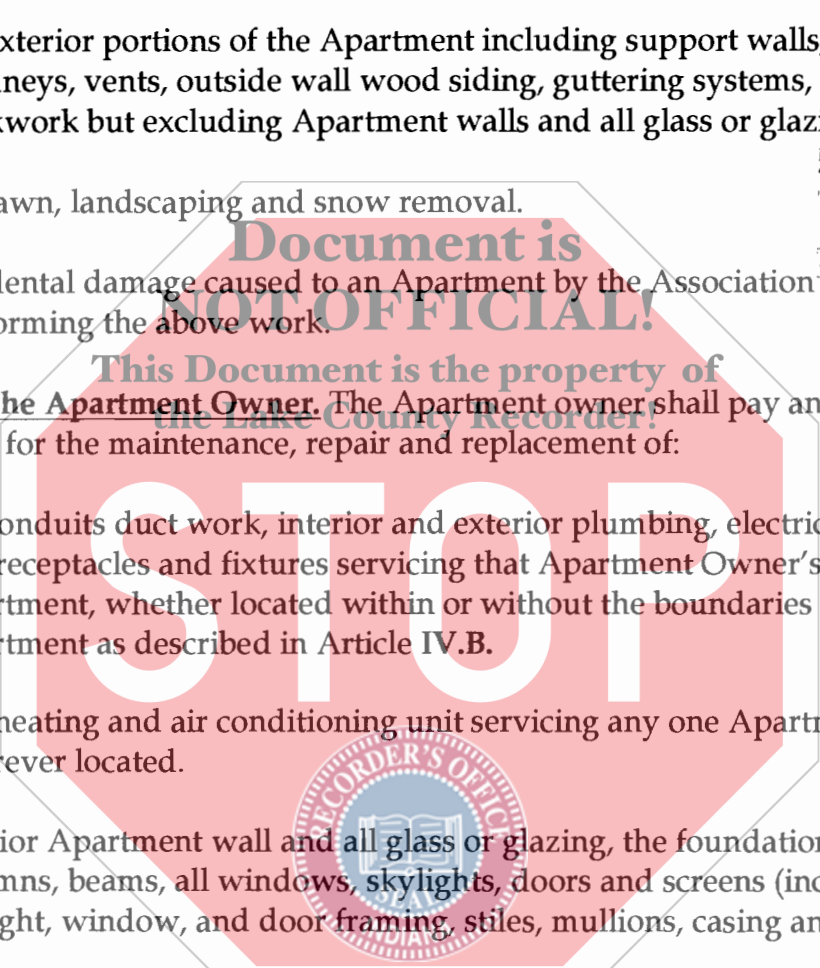 xterior portions of the Apartment including support walls,
neys, vents, outside wall wood siding, guttering systems,
kwork but excluding Apartment walls and all glass or glazi
awn, landscaping and snow removal.
Document is
lental damage caused to an Apartment by the Association
NOT OFFICIAL!
orming the above work.
This Document is the property of
he Apartment Owner. The Apartment owner shall pay an
the Lake County Recorder!
for the maintenance, repair and replacement of:
STOP
onduits duct work, interior and exterior plumbing, electric
receptacles and fixtures servicing that Apartment Owner's
rtment, whether located within or without the boundaries
rtment as described in Article IV.B.
heating and air conditioning unit servicing any one Apartm
ever located.
RECORDER'S OFFICE
ior Apartment wall and all glass or glazing, the foundation
mns, beams, all windows, skylights, doors and screens (inc
SEAL
ght, window, and door framing, stiles, mullions, casing an
INDIANA